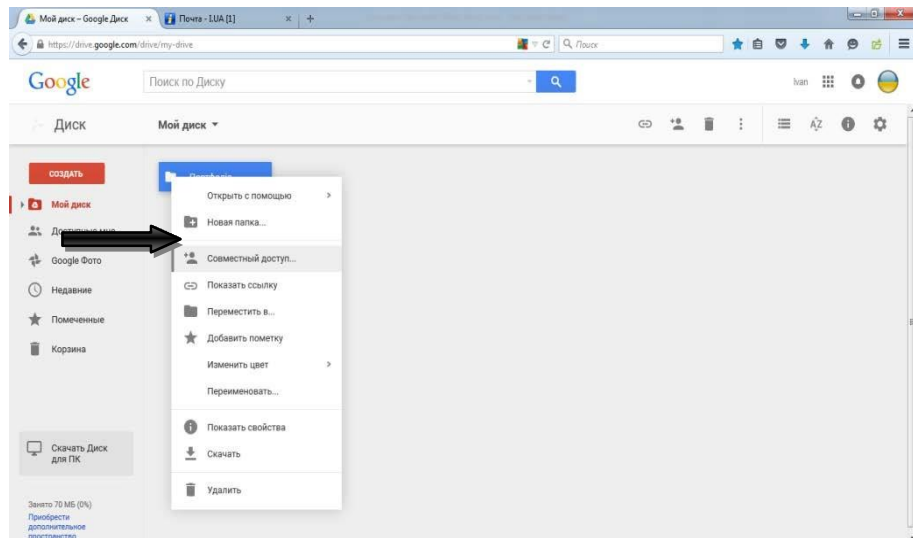 Мой диск – Google Диск
Почта - I.UA [1]
https://drive.google.com/drive/my-drive
Поиск
Google
Поиск по Диску
Ivan
Диск
Мой диск
СОЗДАТЬ
Мой диск
Доступные мне
Google Фото
Недавние
Помеченные
Корзина
Открыть с помощью
Новая папка...
Совместный доступ...
Показать ссылку
Переместить в...
Добавить пометку
Изменить цвет
Переименовать...
Показать свойства
Скачать
Удалить
Скачать Диск
для ПК
Занято 70 МБ (0%)
Приобрести
дополнительное
пространство